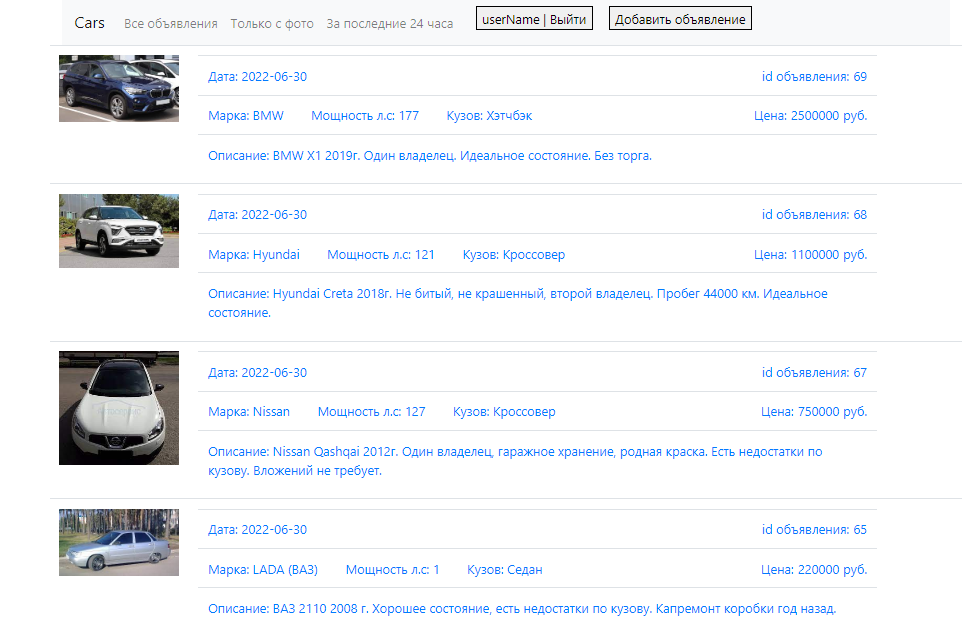 Cars Все объявления Только с фото За последние 24 часа userName | Выйти Добавить объявление
Дата: 2022-06-30 id объявления: 69
Марка: BMW Мощность л.с: 177 Кузов: Хэтчбэк Цена: 2500000 руб.
Описание: BMW X1 2019г. Один владелец. Идеальное состояние. Без торга.
Дата: 2022-06-30 id объявления: 68
Марка: Hyundai Мощность л.с: 121 Кузов: Кроссовер Цена: 1100000 руб.
Описание: Hyundai Creta 2018г. Не битый, не крашенный, второй владелец. Пробег 44000 км. Идеальное
состояние.
Дата: 2022-06-30 id объявления: 67
Марка: Nissan Мощность л.с: 127 Кузов: Кроссовер Цена: 750000 руб.
Описание: Nissan Qashqai 2012г. Один владелец, гаражное хранение, родная краска. Есть недостатки по
кузову. Вложений не требует.
Дата: 2022-06-30 id объявления: 65
Марка: LADA (ВАЗ) Мощность л.с: 1 Кузов: Седан Цена: 220000 руб.
Описание: ВАЗ 2110 2008 г. Хорошее состояние, есть недостатки по кузову. Капремонт коробки год назад.